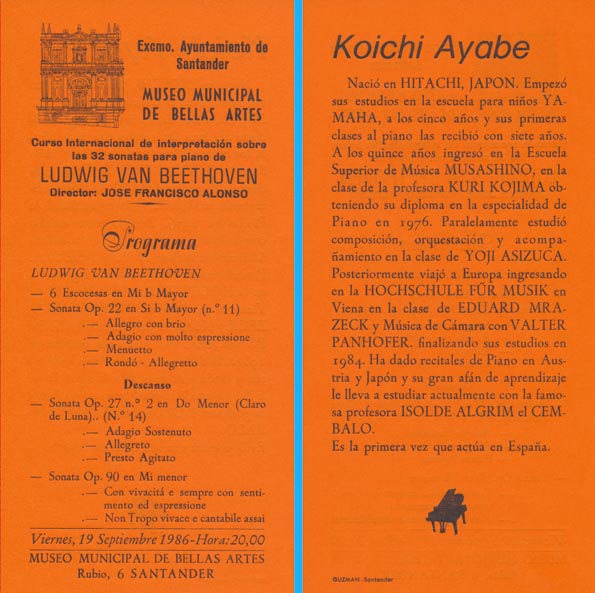 Excmo. Ayuntamiento de
Santander
MUSEO MUNICIPAL
DE BELLAS ARTES
Curso Internacional de interpretación sobre
las 32 sonatas para piano de
LUDWIG VAN BEETHOVEN
Director: JOSE FRANCISCO ALONSO
Programa
LUDWIG VAN BEETHOVEN
— 6 Escocesas en Mi b Mayor
— Sonata Op. 22 en Si b Mayor (n.º 11)
.— Allegro con brio
.— Adagio con molto espressione
.— Menuetto
.— Rondó - Allegretto
Descanso
— Sonata Op. 27 n.º 2 en Do Menor (Claro
de Luna).. (N.º 14)
.— Adagio Sostenuto
.— Allegreto
.— Presto Agitato
— Sonata Op. 90 en Mi menor
.— Con vivacitá e sempre con senti-
mento ed espressione
.— Non Tropo vivace e cantabile assai
Viernes, 19 Septiembre 1986-Hora: 20,00
MUSEO MUNICIPAL DE BELLAS ARTES
Rubio, 6 SANTANDER
Koichi Ayabe
Nació en HITACHI, JAPON. Empezó
sus estudios en la escuela para niños YA-
MAHA, a los cinco años y sus primeras
clases al piano las recibió con siete años.
A los quince años ingresó en la Escuela
Superior de Música MUSASHINO, en la
clase de la profesora KURI KOJIMA ob-
teniendo su diploma en la especialidad de
Piano en 1976. Paralelamente estudió
composición, orquestación y acompa-
ñamiento en la clase de YOJI ASIZUCA.
Posteriormente viajó a Europa ingresando
en la HOCHSCHULE FÜR MUSIK en
Viena en la clase de EDUARD MRA-
ZECK y Música de Cámara con VALTER
PANHOFER. finalizando sus estudios en
1984. Ha dado recitales de Piano en Aus-
tria y Japón y su gran afán de aprendizaje
le lleva a estudiar actualmente con la famo-
sa profesora ISOLDE ALGRIM el CEM-
BALO.
Es la primera vez que actúa en España.
GUZMAN - Santander